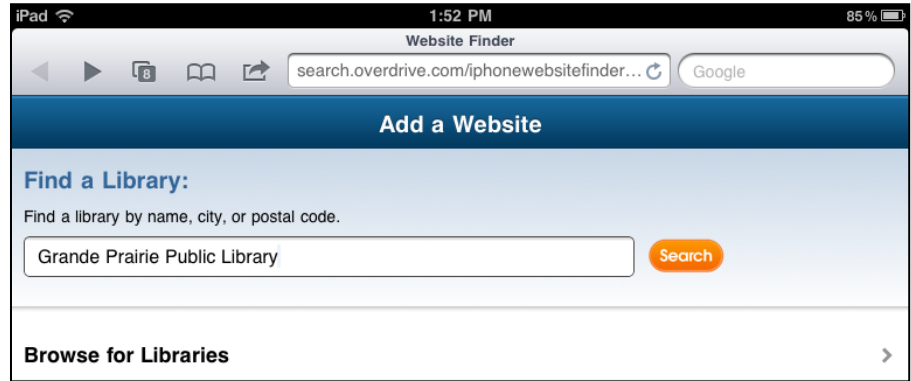 iPad 1:52 PM 85%
Website Finder
8 search.overdrive.com/iphonewebsitefinder... Google
Add a Website
Find a Library:
Find a library by name, city, or postal code.
Grande Prairie Public Library Search
Browse for Libraries